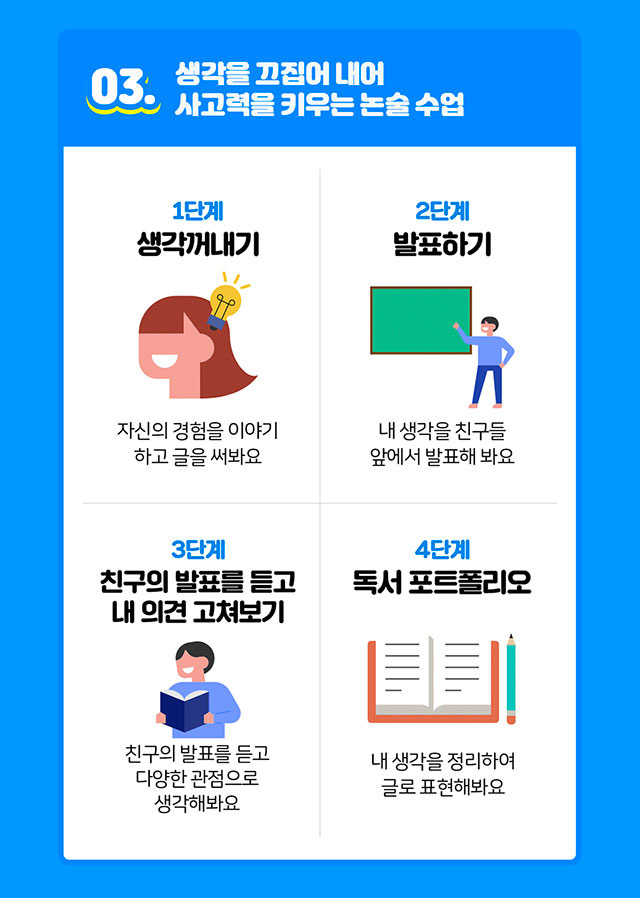 03.
생각을 끄집어 내어
사고력을 키우는 논술 수업
1단계
생각꺼내기
자신의 경험을 이야기
하고 글을 써봐요
2단계
발표하기
내 생각을 친구들
앞에서 발표해 봐요
3단계
친구의 발표를 듣고
내 의견 고쳐보기
친구의 발표를 듣고
다양한 관점으로
생각해봐요
4단계
독서 포트폴리오
내 생각을 정리하여
글로 표현해봐요